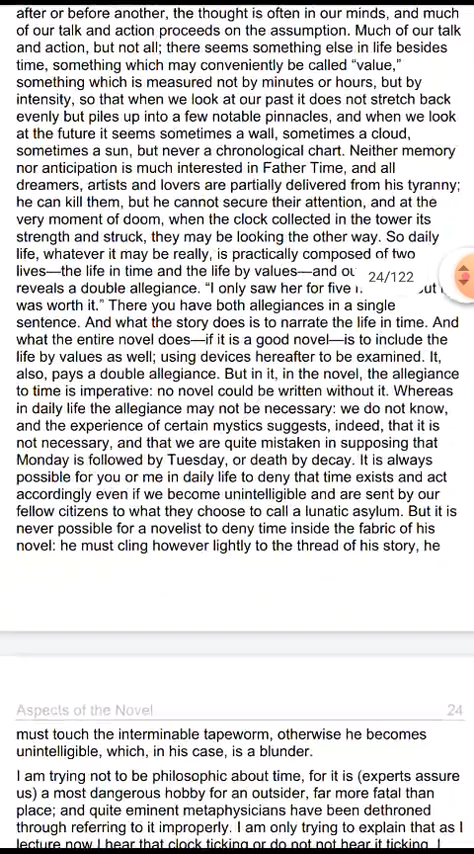 after or before another, the thought is often in our minds, and much
of our talk and action proceeds on the assumption. Much of our talk
and action, but not all; there seems something else in life besides
time, something which may conveniently be called “value,”
something which is measured not by minutes or hours, but by
intensity, so that when we look at our past it does not stretch back
evenly but piles up into a few notable pinnacles, and when we look
at the future it seems sometimes a wall, sometimes a cloud,
sometimes a sun, but never a chronological chart. Neither memory
nor anticipation is much interested in Father Time, and all
dreamers, artists and lovers are partially delivered from his tyranny;
he can kill them, but he cannot secure their attention, and at the
very moment of doom, when the clock collected in the tower its
strength and struck, they may be looking the other way. So daily
life, whatever it may be really, is practically composed of two
lives—the life in time and the life by values—and
24/122
reveals a double allegiance. “I only saw her for five
was worth it.” There you have both allegiances in a single
sentence. And what the story does is to narrate the life in time. And
what the entire novel does—if it is a good novel—is to include the
life by values as well; using devices hereafter to be examined. It,
also, pays a double allegiance. But in it, in the novel, the allegiance
to time is imperative: no novel could be written without it. Whereas
in daily life the allegiance may not be necessary: we do not know,
and the experience of certain mystics suggests, indeed, that it is
not necessary, and that we are quite mistaken in supposing that
Monday is followed by Tuesday, or death by decay. It is always
possible for you or me in daily life to deny that time exists and act
accordingly even if we become unintelligible and are sent by our
fellow citizens to what they choose to call a lunatic asylum. But it is
never possible for a novelist to deny time inside the fabric of his
novel: he must cling however lightly to the thread of his story, he
Aspects of the Novel 24
must touch the interminable tapeworm, otherwise he becomes
unintelligible, which, in his case, is a blunder.
I am trying not to be philosophic about time, for it is (experts assure
us) a most dangerous hobby for an outsider, far more fatal than
place; and quite eminent metaphysicians have been dethroned
through referring to it improperly. I am only trying to explain that as I
lecture now I hear that clock ticking or do not not hear it ticking, I